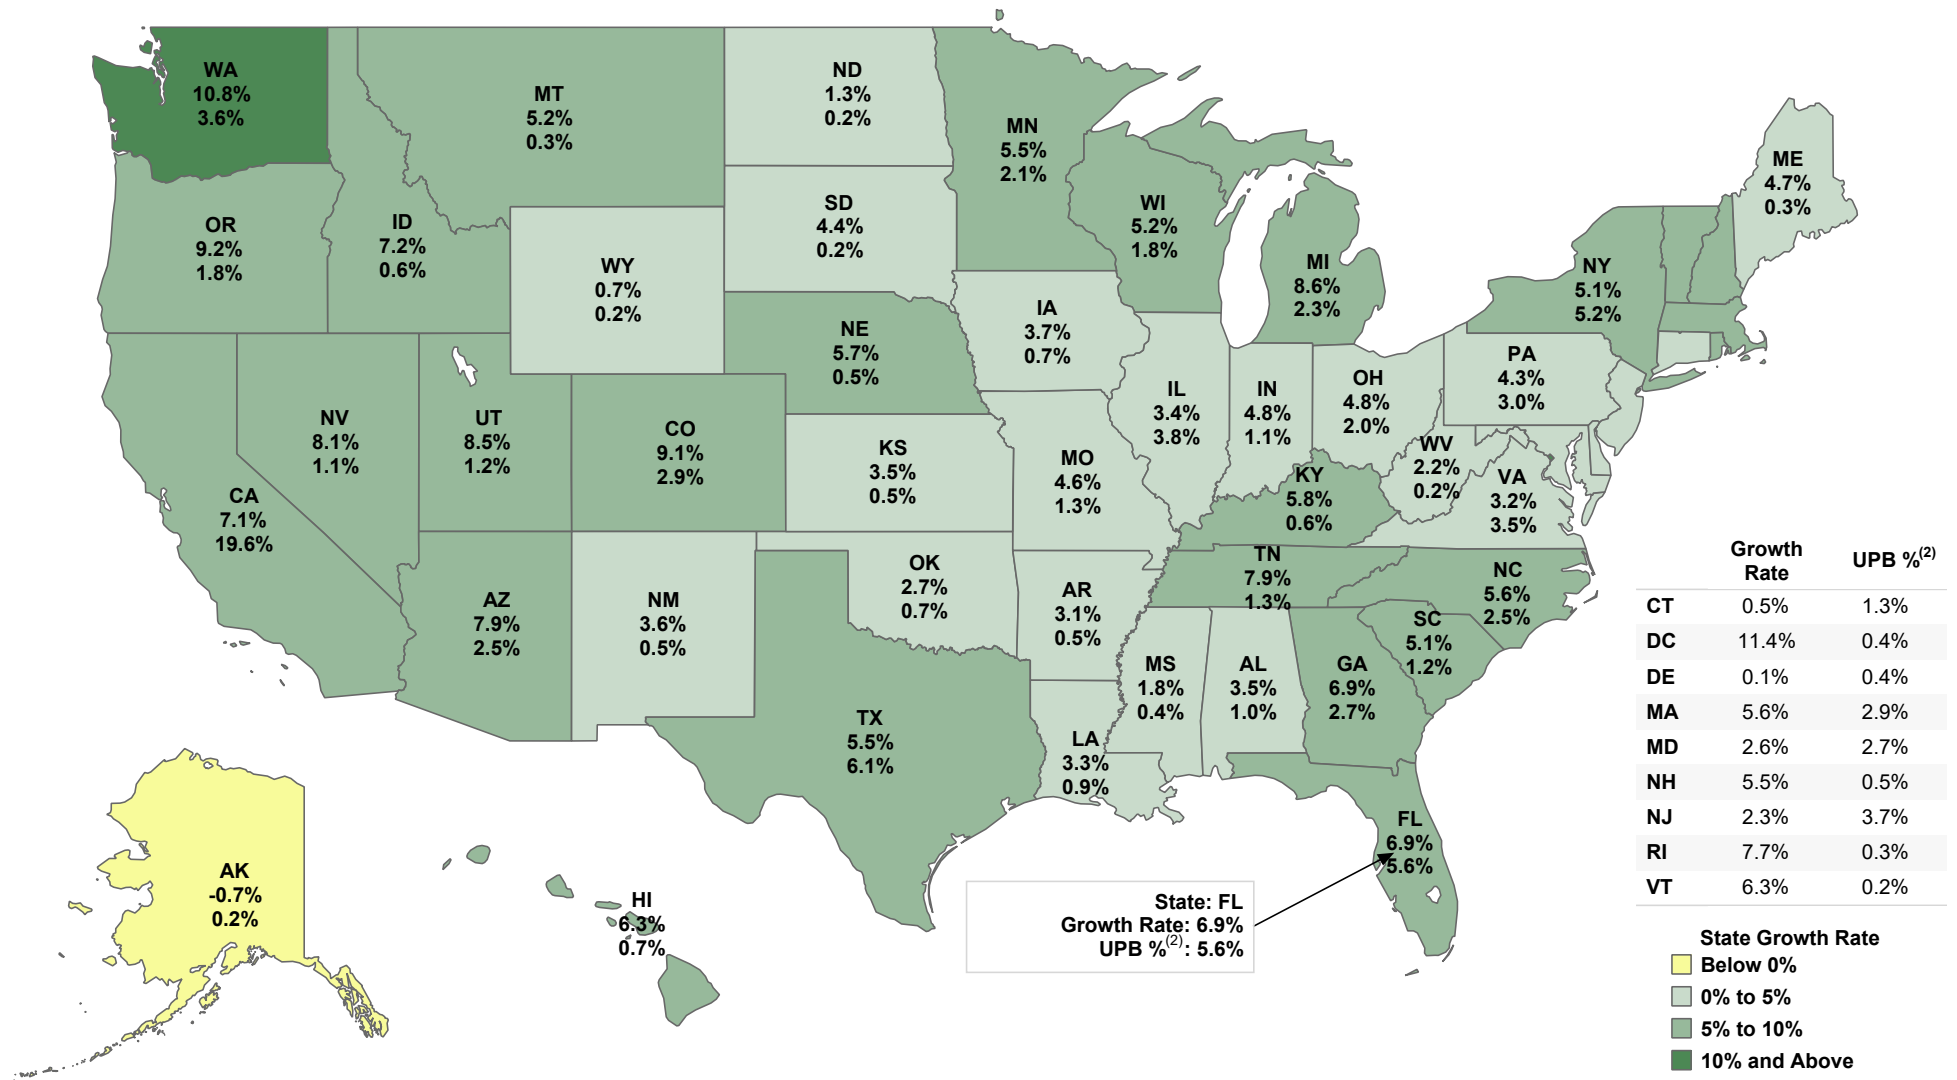 WA
10.8%
3.6%
MT
5.2%
0.3%
ND
1.3%
0.2%
MN
5.5%
2.1%
ME
4.7%
0.3%
OR
9.2%
1.8%
ID
7.2%
0.6%
WY
0.7%
0.2%
SD
4.4%
0.2%
WI
5.2%
1.8%
MI
8.6%
2.3%
NY
5.1%
5.2%
NE
5.7%
0.5%
IA
3.7%
0.7%
PA
4.3%
3.0%
NV
8.1%
1.1%
UT
8.5%
1.2%
CO
9.1%
2.9%
IL
3.4%
3.8%
IN
4.8%
1.1%
OH
4.8%
2.0%
KS
3.5%
0.5%
MO
4.6%
1.3%
WV
2.2%
0.2%
VA
3.2%
3.5%
CA
7.1%
19.6%
KY
5.8%
0.6%
AZ
7.9%
2.5%
NM
3.6%
0.5%
OK
2.7%
0.7%
AR
3.1%
0.5%
TN
7.9%
1.3%
NC
5.6%
2.5%
SC
5.1%
1.2%
MS
1.8%
0.4%
AL
3.5%
1.0%
GA
6.9%
2.7%
TX
5.5%
6.1%
LA
3.3%
0.9%
FL
6.9%
5.6%
AK
-0.7%
0.2%
HI
6.3%
0.7%
State: FL
Growth Rate: 6.9%
UPB %(2): 5.6%
Growth
Rate UPB %(2)
CT 0.5% 1.3%
DC 11.4% 0.4%
DE 0.1% 0.4%
MA 5.6% 2.9%
MD 2.6% 2.7%
NH 5.5% 0.5%
NJ 2.3% 3.7%
RI 7.7% 0.3%
VT 6.3% 0.2%
State Growth Rate
Below 0%
0% to 5%
5% to 10%
10% and Above